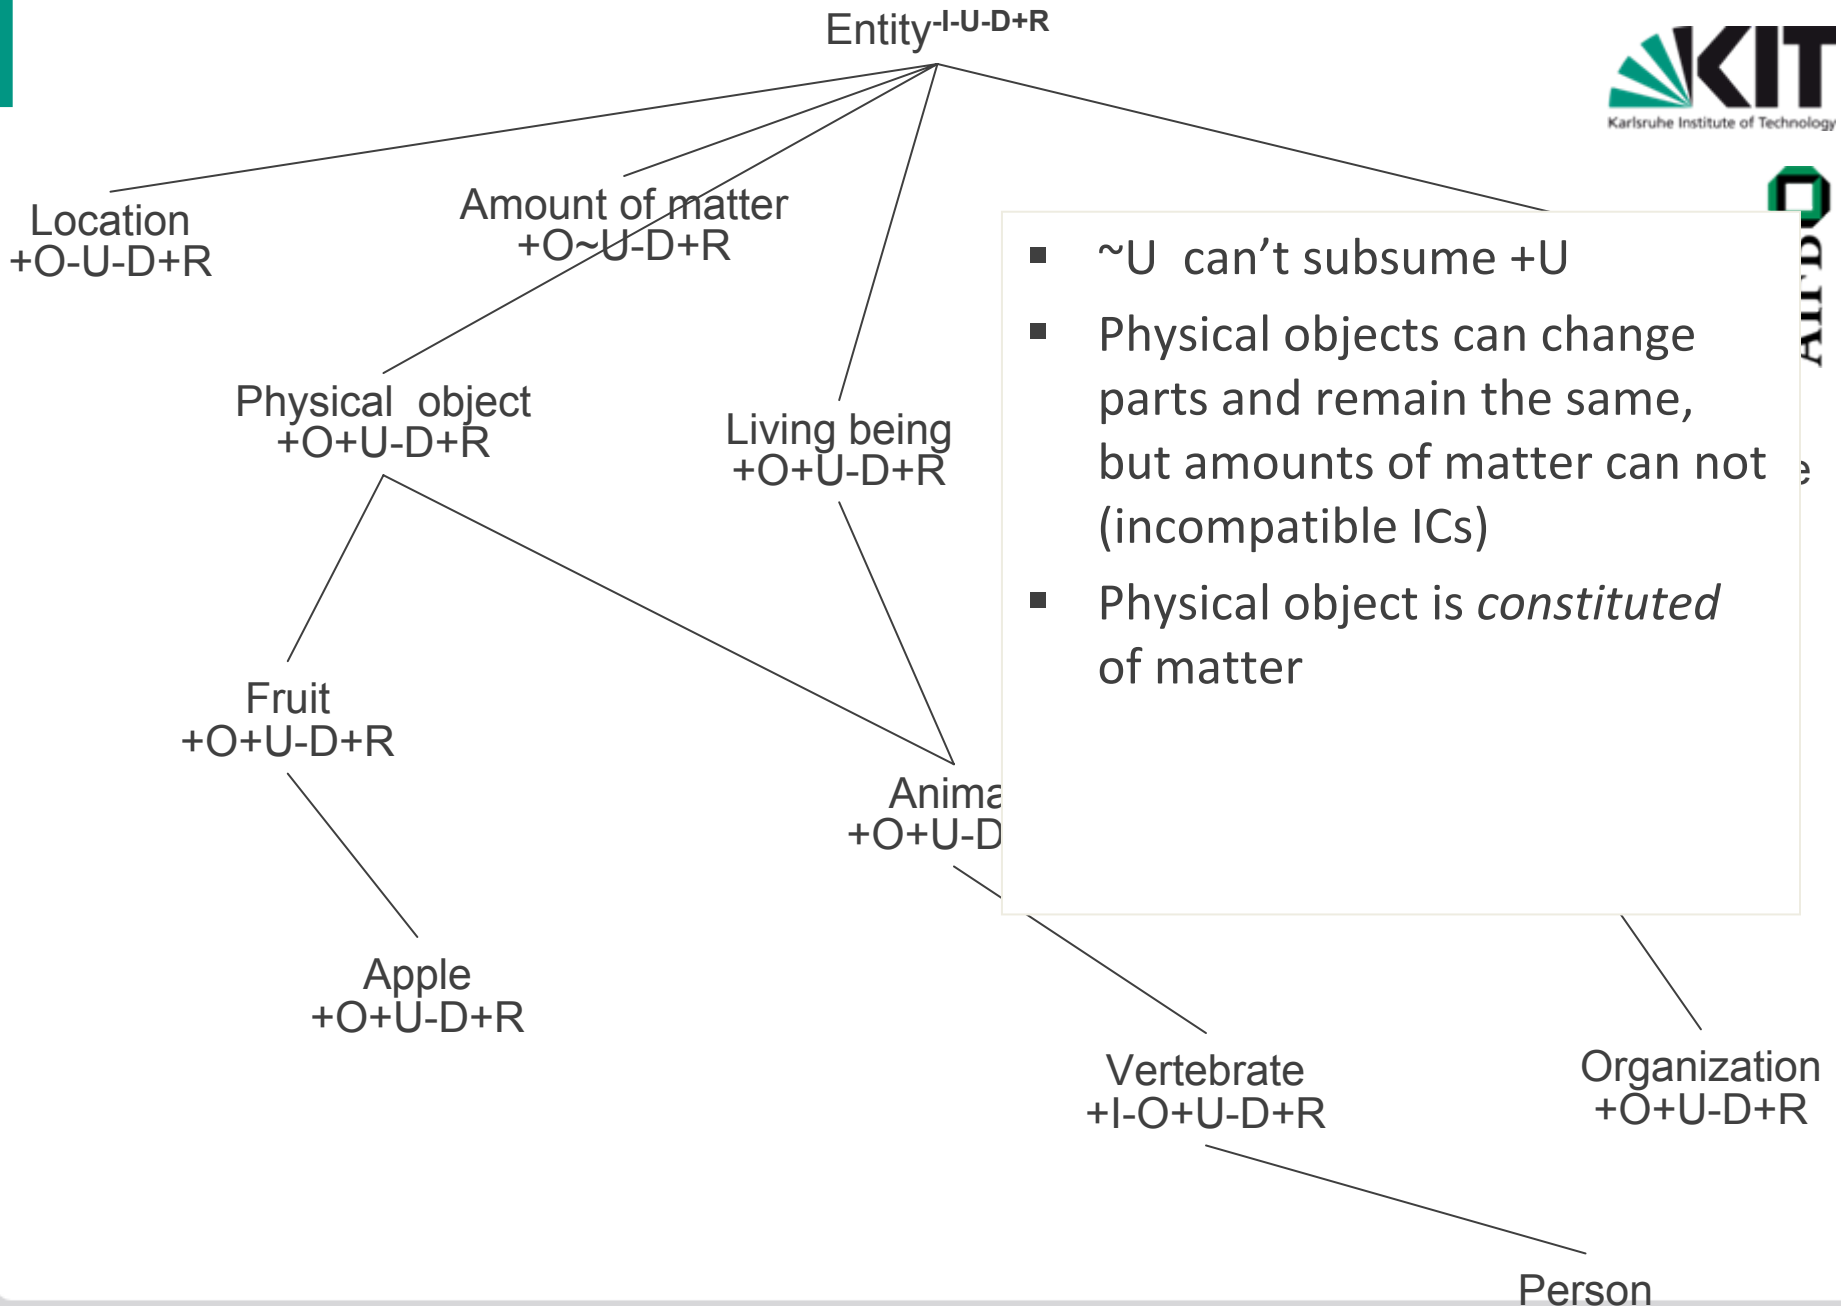 Entity-I-U-D+R
KIT
Karlsruhe Institute of Technology
Location
+O-U-D+R
Amount of matter
+O~U-D+R
Physical object
+O+U-D+R
Living being
+O+U-D+R
▪ ~U can’t subsume +U
▪ Physical objects can change
parts and remain the same,
but amounts of matter can not
(incompatible ICs)
▪ Physical object is constituted
of matter
Fruit
+O+U-D+R
Apple
+O+U-D+R
+O+U-D
Vertebrate
+I-O+U-D+R
Organization
+O+U-D+R
Person